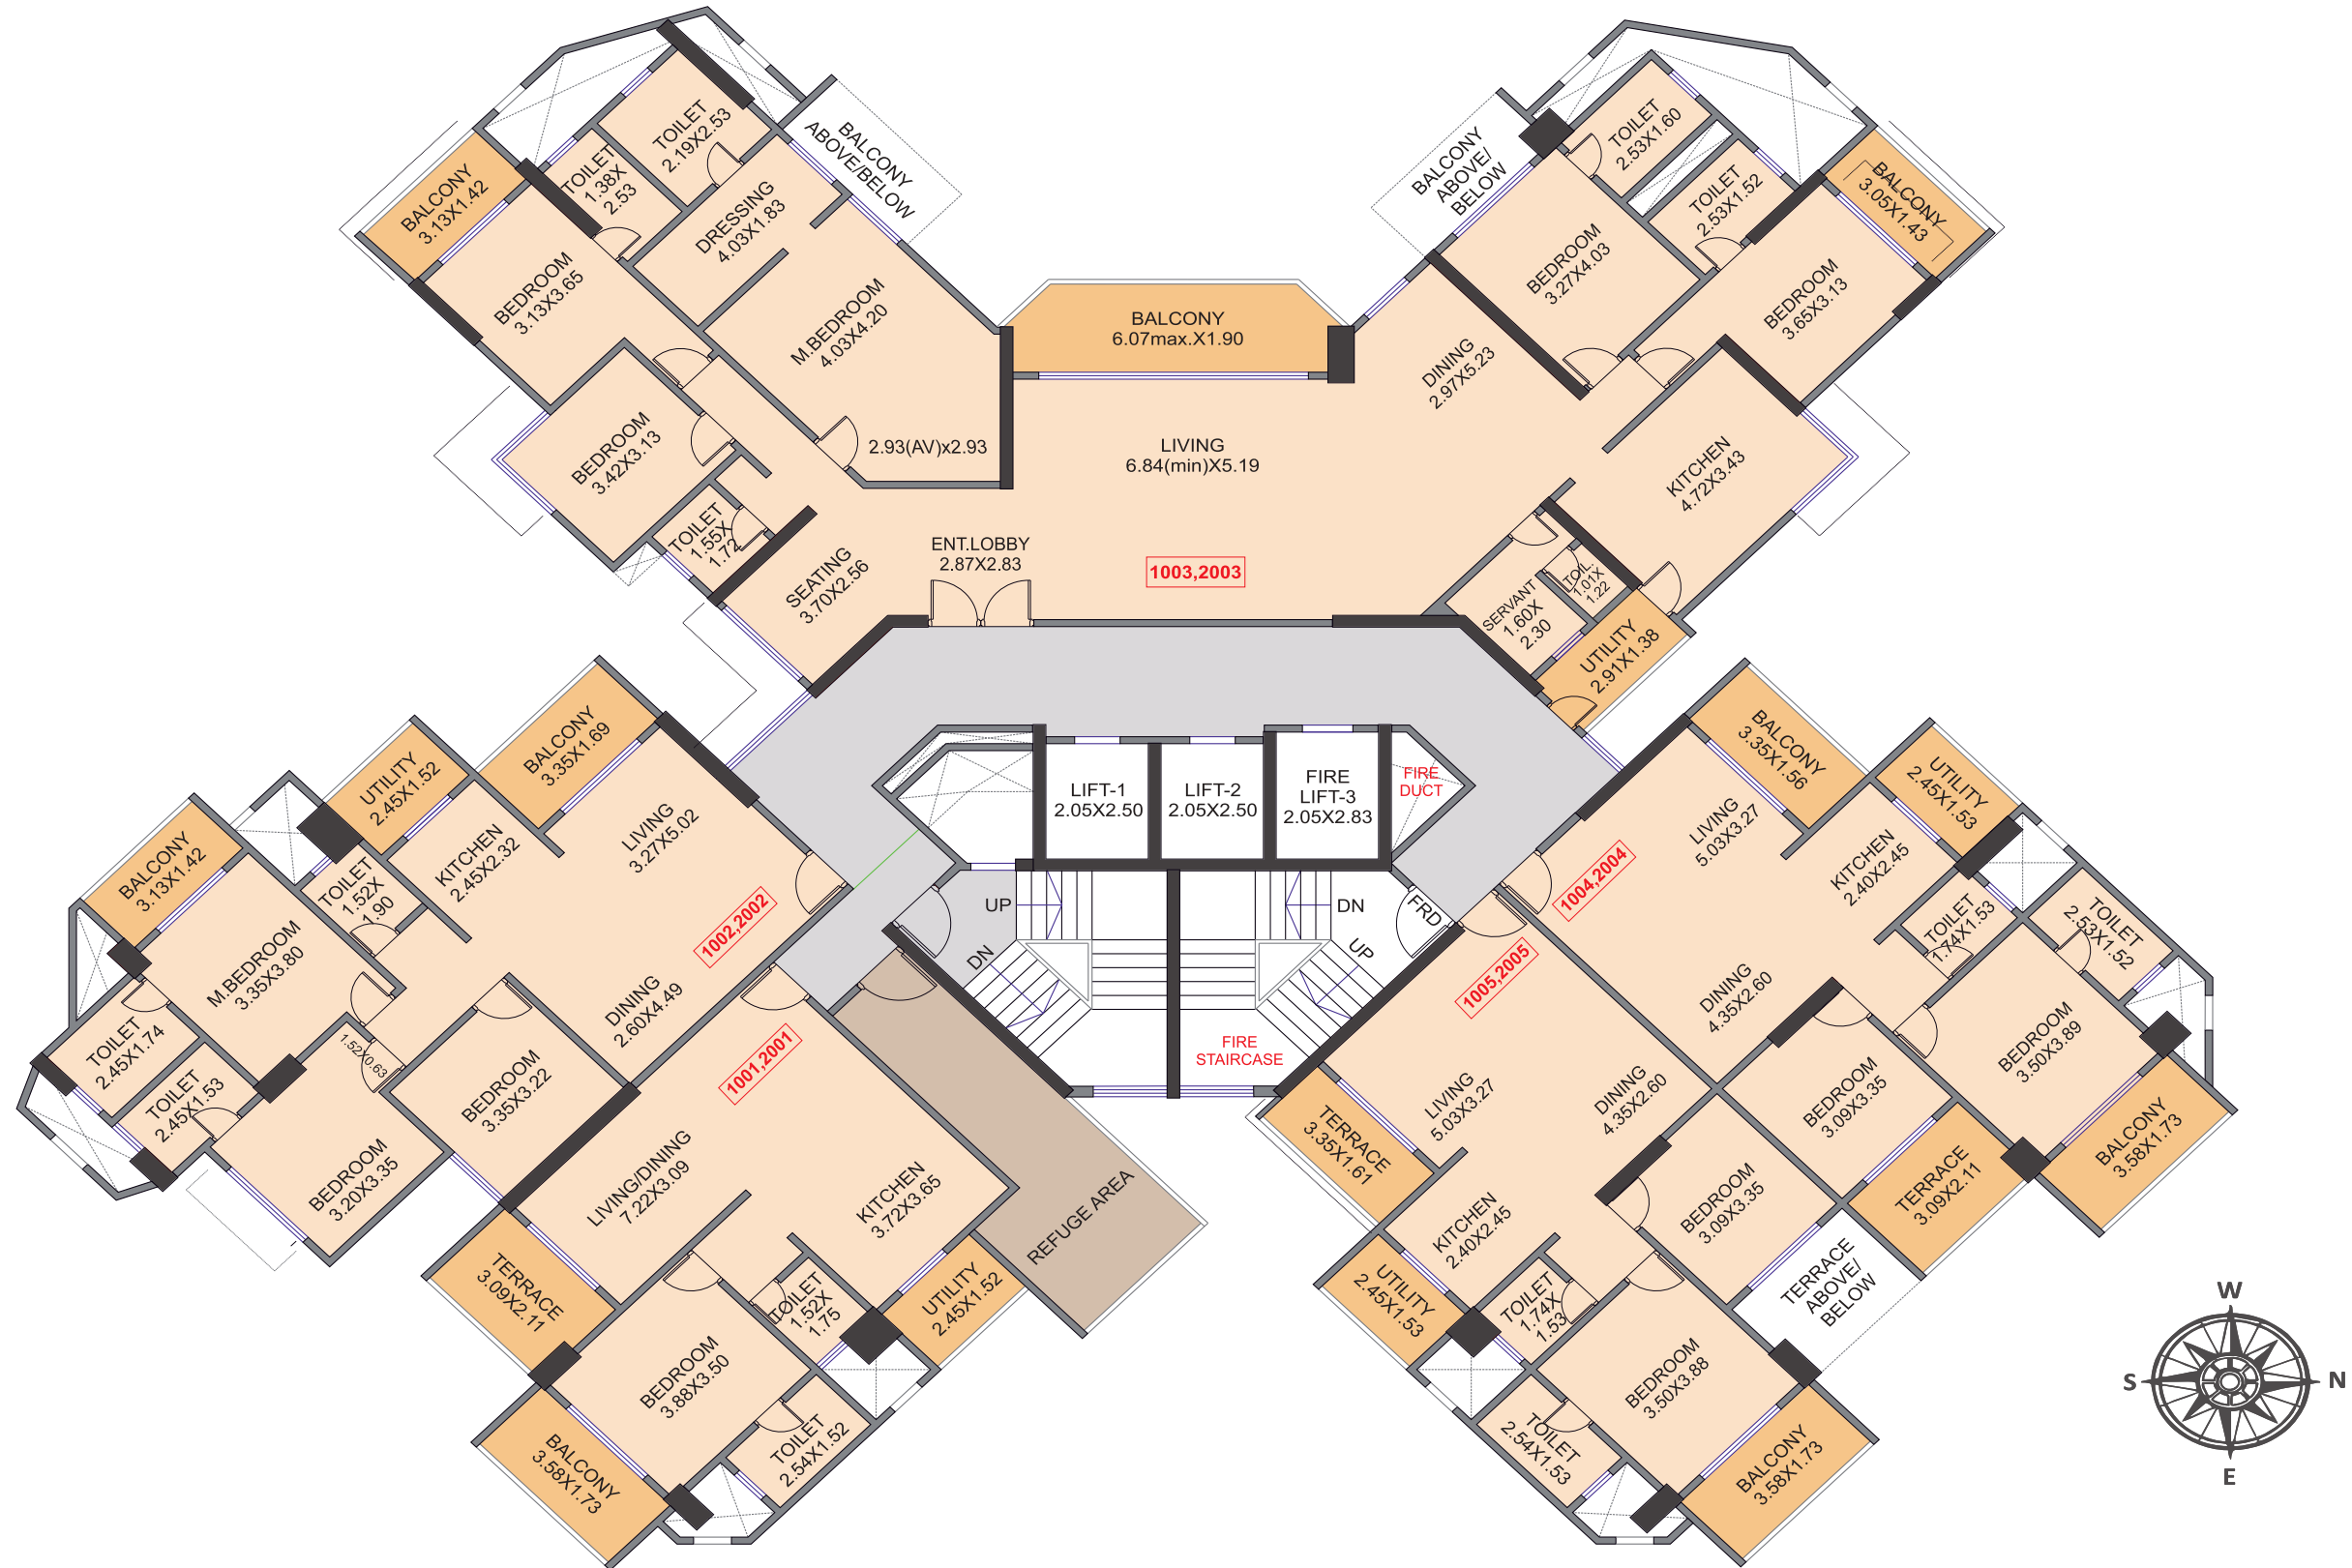 TOILET
2.19X2.53
TOILET
1.38X
2.53
BALCONY
3.13X1.42
BALCONY
ABOVE/BELOW
DRESSING
4.03X1.83
BEDROOM
3.13X3.65
M.BEDROOM
4.03X4.20
2.93(AV)x2.93
BEDROOM
3.42X3.13
TOILET
1.55X
1.72
SEATING
3.70X2.56
ENT.LOBBY
2.87X2.83
BALCONY
6.07max.X1.90
LIVING
6.84(min)X5.19
1003,2003
DINING
2.97X5.23
BALCONY
ABOVE/
BELOW
TOILET
2.53X1.60
TOILET
2.53X1.52
BALCONY
3.05X1.43
BEDROOM
3.27X4.03
BEDROOM
3.65X3.13
KITCHEN
4.72X3.43
SERVANT
1.60X
2.30
TOIL.
1.01X
1.22
UTILITY
2.91X1.38
LIFT-1
2.05X2.50
LIFT-2
2.05X2.50
FIRE
LIFT-3
2.05X2.83
FIRE
DUCT
UP
DN
DN
UP
FRD
FIRE
STAIRCASE
REFUGE AREA
BALCONY
3.35X1.69
UTILITY
2.45X1.52
BALCONY
3.13X1.42
LIVING
3.27X5.02
KITCHEN
2.45X2.32
TOILET
1.52X
1.90
M.BEDROOM
3.35X3.80
1002,2002
DINING
2.60X4.49
TOILET
2.45X1.74
TOILET
2.45X1.53
1.52X0.63
BEDROOM
3.35X3.22
BEDROOM
3.20X3.35
1001,2001
LIVING/DINING
7.22X3.09
KITCHEN
3.72X3.65
TERRACE
3.09X2.11
TOILET
1.52X
1.75
UTILITY
2.45X1.52
BEDROOM
3.88X3.50
TOILET
2.54X1.52
BALCONY
3.58X1.73
BALCONY
3.35X1.56
UTILITY
2.45X1.53
LIVING
5.03X3.27
KITCHEN
2.40X2.45
1004,2004
TOILET
1.74X1.53
TOILET
2.53X1.52
DINING
4.35X2.60
BEDROOM
3.50X3.89
BEDROOM
3.09X3.35
BALCONY
3.58X1.73
TERRACE
3.09X2.11
1005,2005
LIVING
5.03X3.27
DINING
4.35X2.60
TERRACE
3.35X1.61
BEDROOM
3.09X3.35
KITCHEN
2.40X2.45
UTILITY
2.45X1.53
TOILET
1.74X
1.53
TERRACE
ABOVE/
BELOW
BEDROOM
3.50X3.88
TOILET
2.54X1.53
BALCONY
3.58X1.73
W
S
N
E